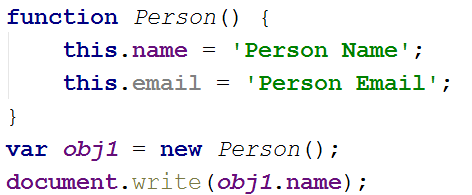 function Person() {
    this.name = 'Person Name';
    this.email = 'Person Email';
}
var obj1 = new Person();
document.write(obj1.name);